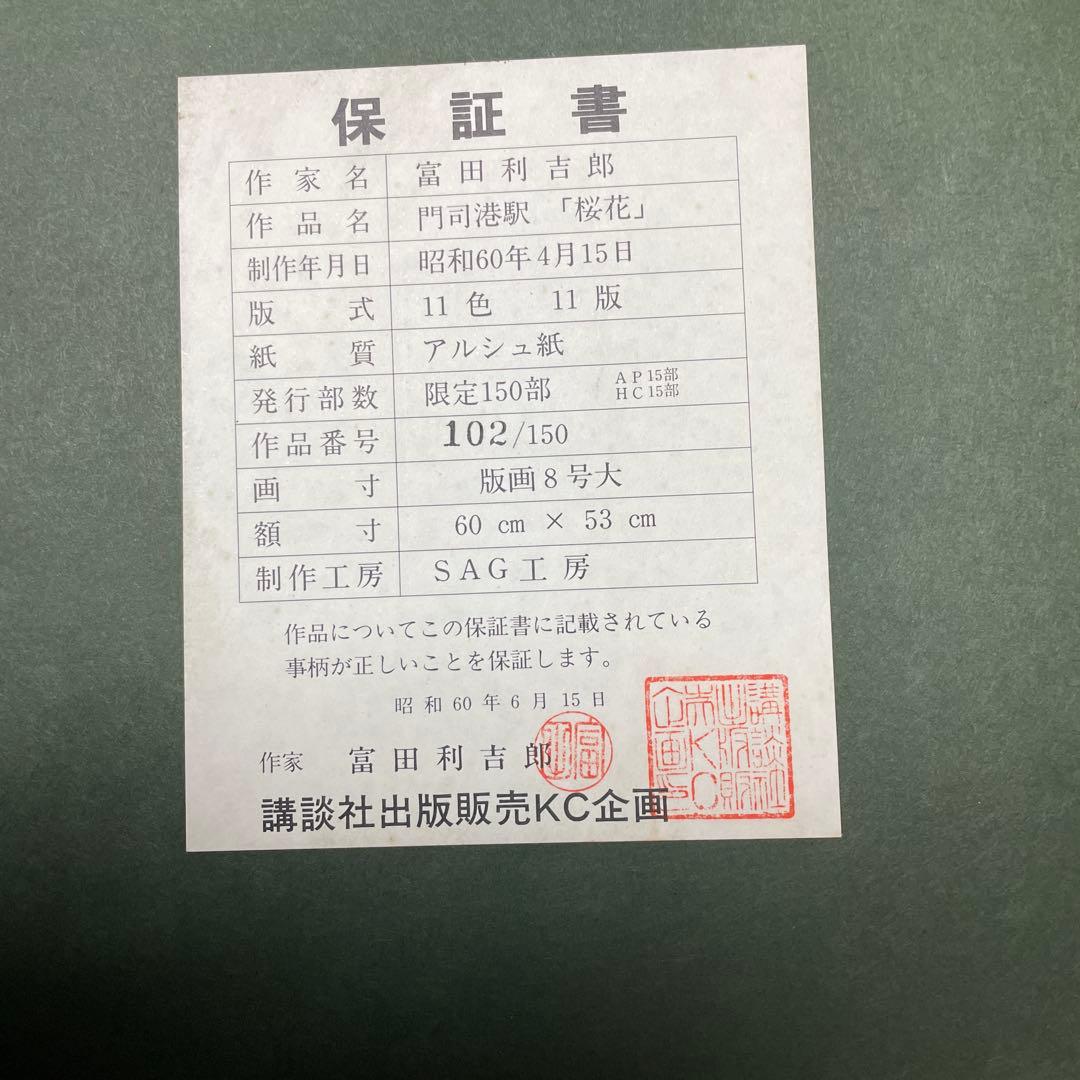 保証書
作家名 富田利吉郎
作品名 門司港駅 「桜花」
制作年月日 昭和60年4月15日
版式 11色 11版
紙質 アルシュ紙
発行部数 限定150部 AP15部 HC15部
作品番号 102/150
画寸 版画8号大
額寸 60 cm × 53 cm
制作工房 SAG工房
作品についてこの保証書に記載されている
事柄が正しいことを保証します。
昭和60年6月15日
作家 富田利吉郎
講談社出版販売KC企画